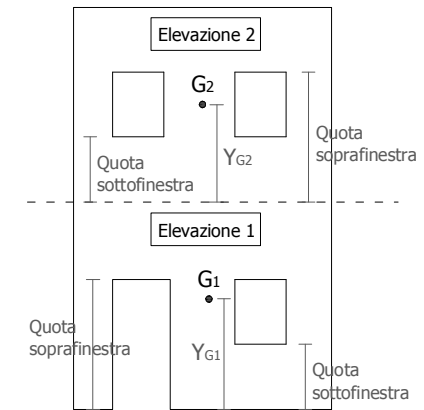 Elevazione 2
G2
Quota
soprafinestra
Quota
sottofinestra
YG2
Elevazione 1
G1
Quota
soprafinestra
YG1
Quota
sottofinestra